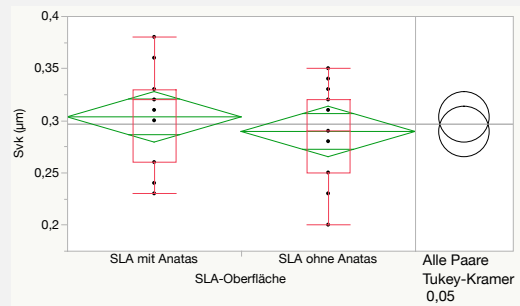 0,4
0,35
0,3
0,25
0,2
Svk (µm)
SLA mit Anatas
SLA ohne Anatas
SLA-Oberfläche
Alle Paare
Tukey-Kramer
0,05